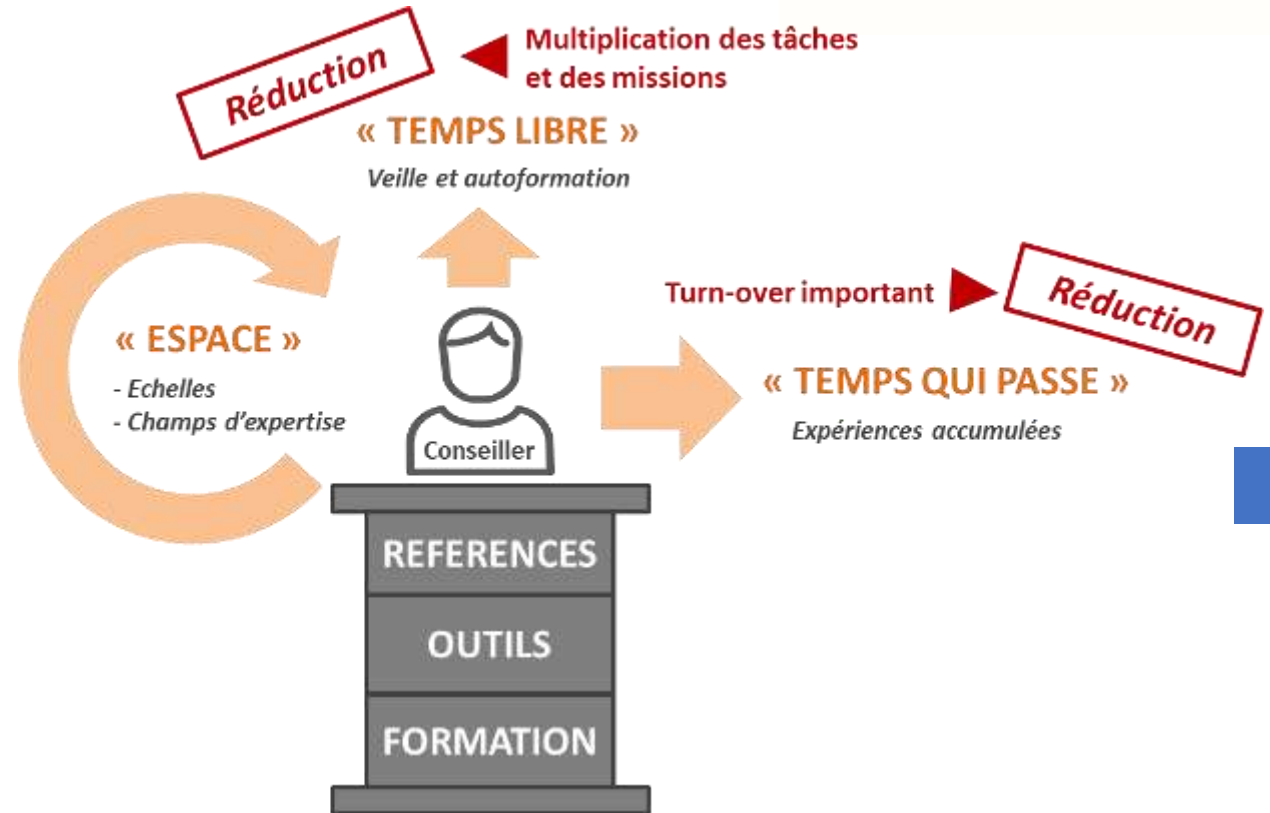 Réduction
Multiplication des tâches
et des missions
« TEMPS LIBRE »
Veille et autoformation
Turn-over important
Réduction
« ESPACE »
- Echelles
- Champs d'expertise
« TEMPS QUI PASSE »
Expériences accumulées
Conseiller
REFERENCES
OUTILS
FORMATION